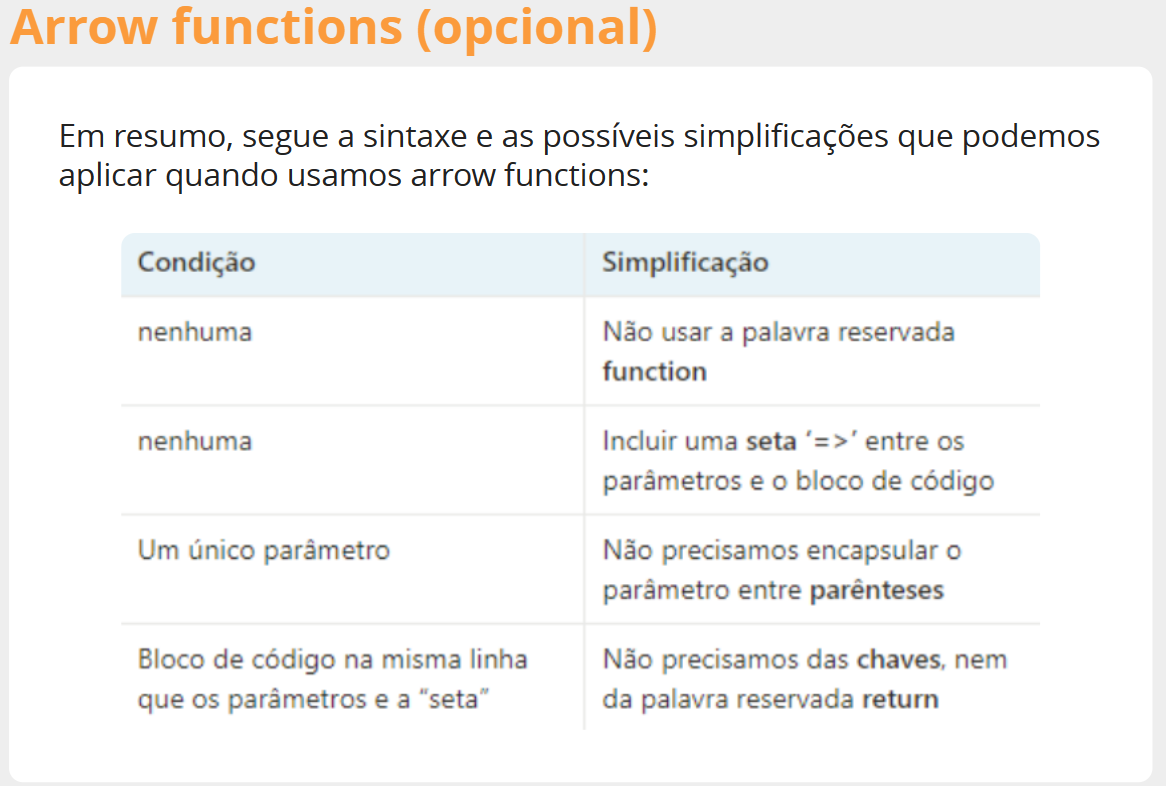 Arrow functions (opcional)
Em resumo, segue a sintaxe e as possíveis simplificações que podemos
aplicar quando usamos arrow functions:
Condição
Simplificação
nenhuma
Não usar a palavra reservada
function
nenhuma
Incluir uma seta ‘=>’ entre os
parâmetros e o bloco de código
Um único parâmetro
Não precisamos encapsular o
parâmetro entre parênteses
Bloco de código na misma linha
que os parâmetros e a “seta”
Não precisamos das chaves, nem
da palavra reservada return